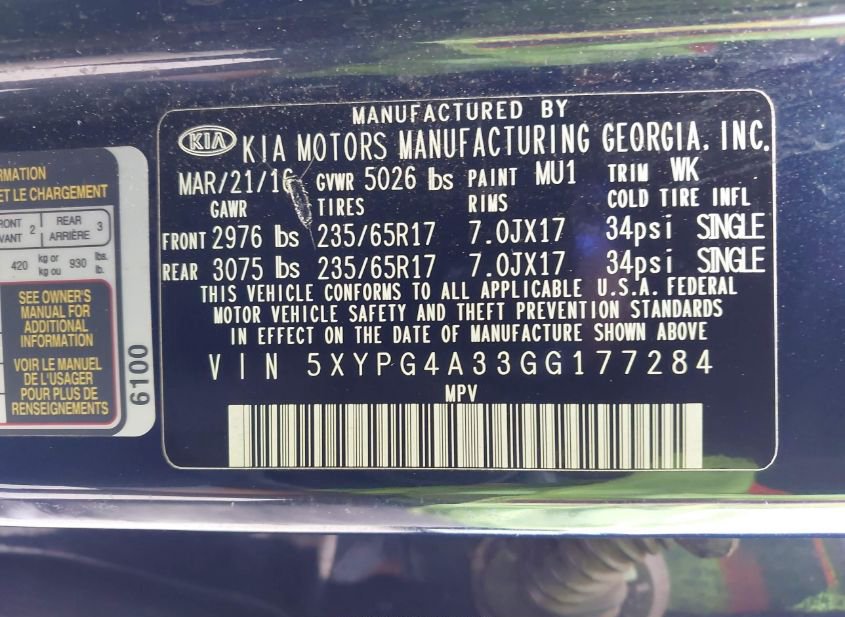 RMATION
ET LE CHARGEMENT
FRONT 2 REAR 3
VANT ARRIÈRE
420 kg or 930 lbs.
kg ou lb.
SEE OWNER'S
MANUAL FOR
ADDITIONAL
INFORMATION
VOIR LE MANUEL
DE L'USAGER
POUR PLUS DE
RENSEIGNEMENTS
6100
MANUFACTURED BY
KIA KIA MOTORS MANUFACTURING GEORGIA, INC.
MAR/21/16 GVWR 5026 lbs PAINT MU1 TRIM WK
GAWR TIRES RIMS COLD TIRE INFL
FRONT 2976 lbs 235/65R17 7.0JX17 34psi SINGLE
REAR 3075 lbs 235/65R17 7.0JX17 34psi SINGLE
THIS VEHICLE CONFORMS TO ALL APPLICABLE U.S.A. FEDERAL
MOTOR VEHICLE SAFETY AND THEFT PREVENTION STANDARDS
IN EFFECT ON THE DATE OF MANUFACTURE SHOWN ABOVE
VIN 5XYPG4A33GG177284
MPV